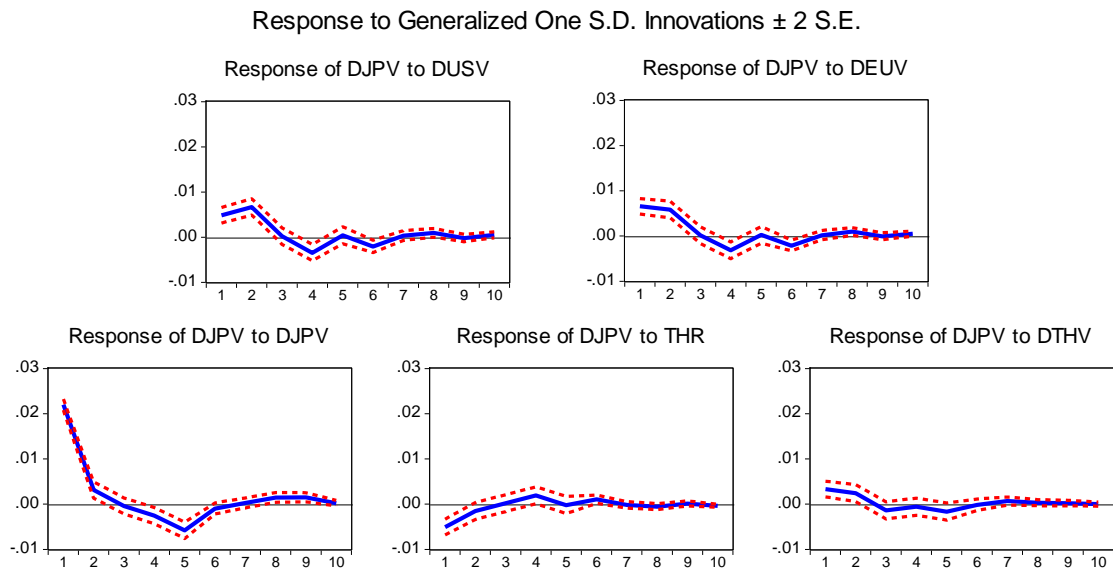 Response to Generalized One S.D. Innovations ± 2 S.E.
Response of DJPV to DUSV
.03
.02
.01
.00
-.01
1 2 3 4 5 6 7 8 9 10
Response of DJPV to DEUV
.03
.02
.01
.00
-.01
1 2 3 4 5 6 7 8 9 10
Response of DJPV to DJPV
.03
.02
.01
.00
-.01
1 2 3 4 5 6 7 8 9 10
Response of DJPV to THR
.03
.02
.01
.00
-.01
1 2 3 4 5 6 7 8 9 10
Response of DJPV to DTHV
.03
.02
.01
.00
-.01
1 2 3 4 5 6 7 8 9 10